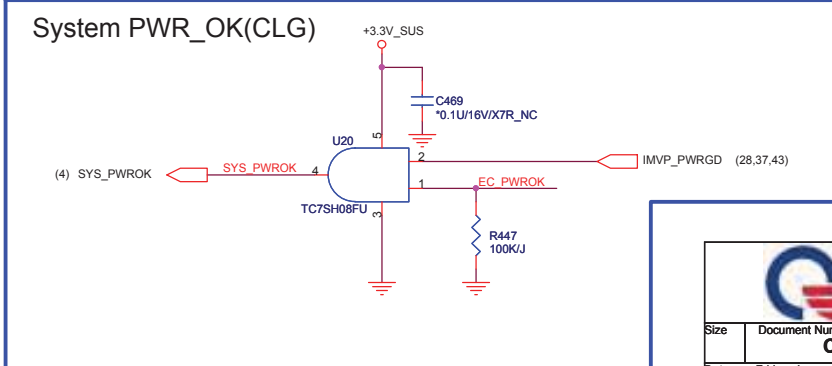 System PWR_OK(CLG)
+3.3V_SUS
C469
*0.1U/16V/X7R_NC
U20
5
2
IMVP_PWRGD (28,37,43)
(4) SYS_PWROK
SYS_PWROK
4
1
EC_PWROK
TC7SH08FU
3
R447
100K/J
Size
Document Nu